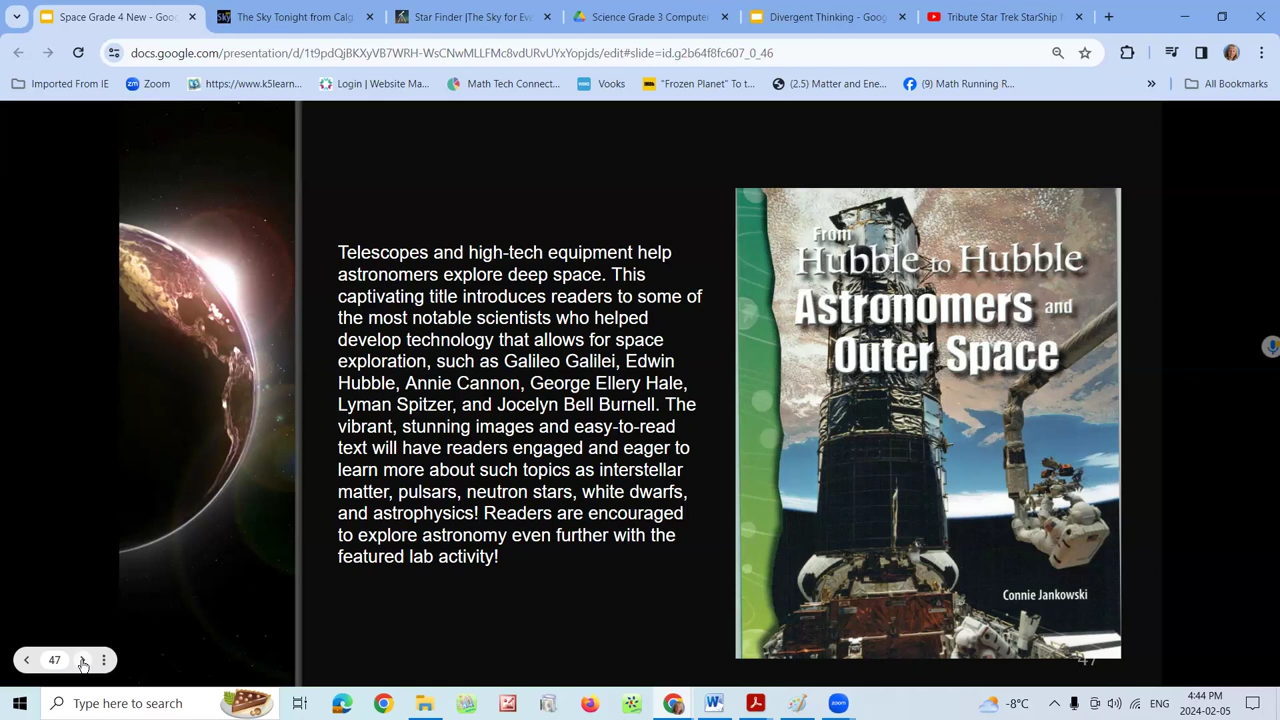 Space Grade 4 New - Goo
The Sky Tonight from Calg
Star Finder |The Sky for Ev
Science Grade 3 Compute
Divergent Thinking - Goog
Tribute Star Trek StarShip
docs.google.com/presentation/d/1t9pdQjBKXyVB7WRH-WsCNwMLLFMc8vdURvUYxYopjds/edit#slide=id.g2b64f8fc607_0_46
Imported From IE
Zoom
https://www.k5learn...
Login | Website Ma...
Math Tech Connect...
Vooks
"Frozen Planet" To t...
(2.5) Matter and Ene...
(9) Math Running R...
»
All Bookmarks
Telescopes and high-tech equipment help
astronomers explore deep space. This
captivating title introduces readers to some of
the most notable scientists who helped
develop technology that allows for space
exploration, such as Galileo Galilei, Edwin
Hubble, Annie Cannon, George Ellery Hale,
Lyman Spitzer, and Jocelyn Bell Burnell. The
vibrant, stunning images and easy-to-read
text will have readers engaged and eager to
learn more about such topics as interstellar
matter, pulsars, neutron stars, white dwarfs,
and astrophysics! Readers are encouraged
to explore astronomy even further with the
featured lab activity!
From
Hubble to Hubble
Astronomers and
Outer Space
Connie Jankowski
47
47
Type here to search
-8°C
ENG
4:44 PM
2024-02-05